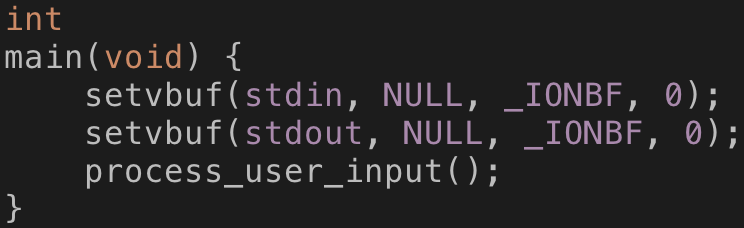 int
main(void) {
    setvbuf(stdin, NULL, _IONBF, 0);
    setvbuf(stdout, NULL, _IONBF, 0);
    process_user_input();
}